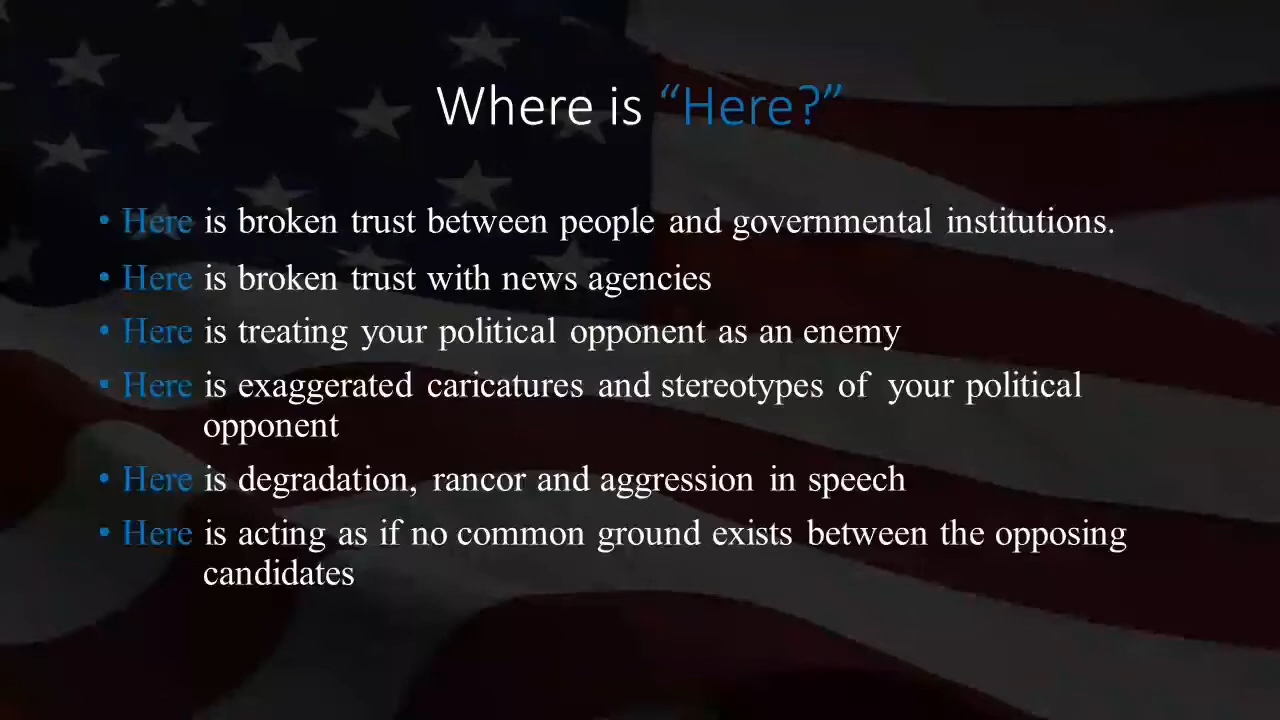 Where is “Here?”
• Here is broken trust between people and governmental institutions.
• Here is broken trust with news agencies
• Here is treating your political opponent as an enemy
▪ Here is exaggerated caricatures and stereotypes of your political
opponent
• Here is degradation, rancor and aggression in speech
• Here is acting as if no common ground exists between the opposing
candidates